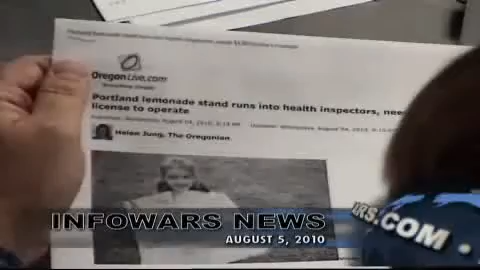 OregonLive.com
Portland lemonade stand runs into health inspectors, nee
license to operate
Helen Jung, The Oregonian
INFOWARS NEWS
RS.COM
AUGUST 5, 2010